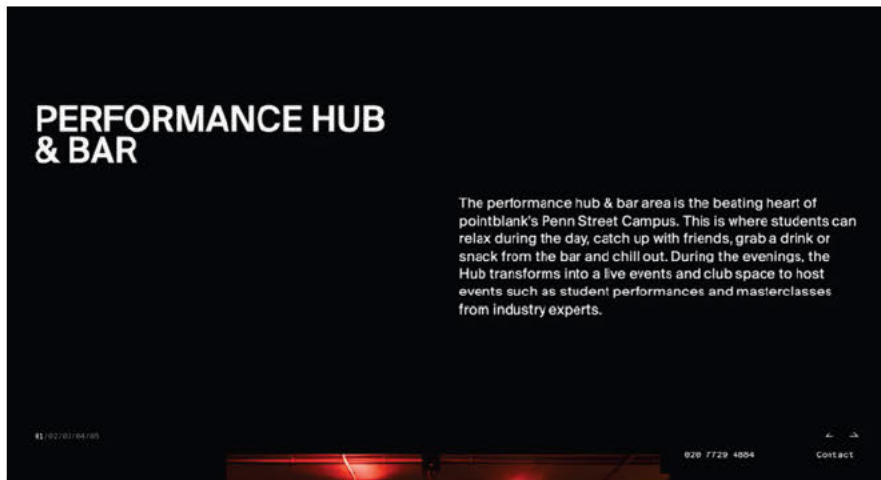 PERFORMANCE HUB
& BAR
The performance hub & bar area is the beating heart of
pointblank's Penn Street Campus. This is where students can
relax during the day, catch up with friends, grab a drink or
snack from the bar and chill out. During the evenings, the
Hub transforms into a live events and club space to host
events such as student performances and masterclasses
from industry experts.
01/02/03/04/05
← →
020 7729 4884
Contact